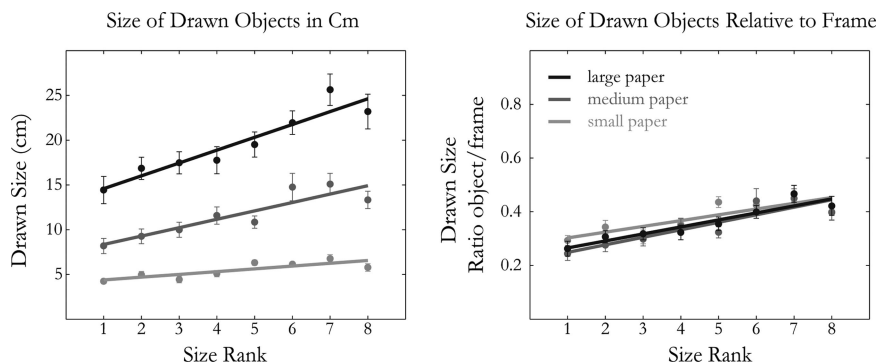 Size of Drawn Objects in Cm
Drawn Size (cm)
25
20
15
10
5
1 2 3 4 5 6 7 8
Size Rank
Size of Drawn Objects Relative to Frame
large paper
medium paper
small paper
Drawn Size
Ratio object/frame
0.8
0.6
0.4
0.2
1 2 3 4 5 6 7 8
Size Rank